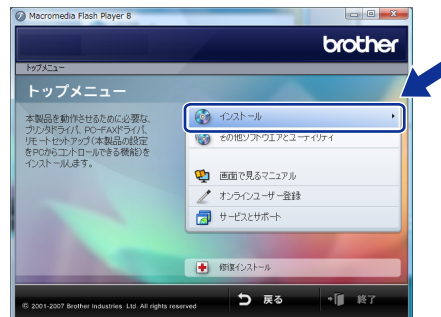 Macromedia Flash Player 8
brother
トップメニュー
トップメニュー
本製品を動作させるために必要な、
プリンタドライバ、PC-FAXドライバ、
リモートセットアップ(本製品の設定
をPCからコントロールできる機能)を
インストールします。
インストール
その他ソフトウエアとユーティリティ
画面で見るマニュアル
オンラインユーザー登録
サービスとサポート
修復インストール
© 2001-2007 Brother Industries Ltd. All rights reserved
戻る
終了